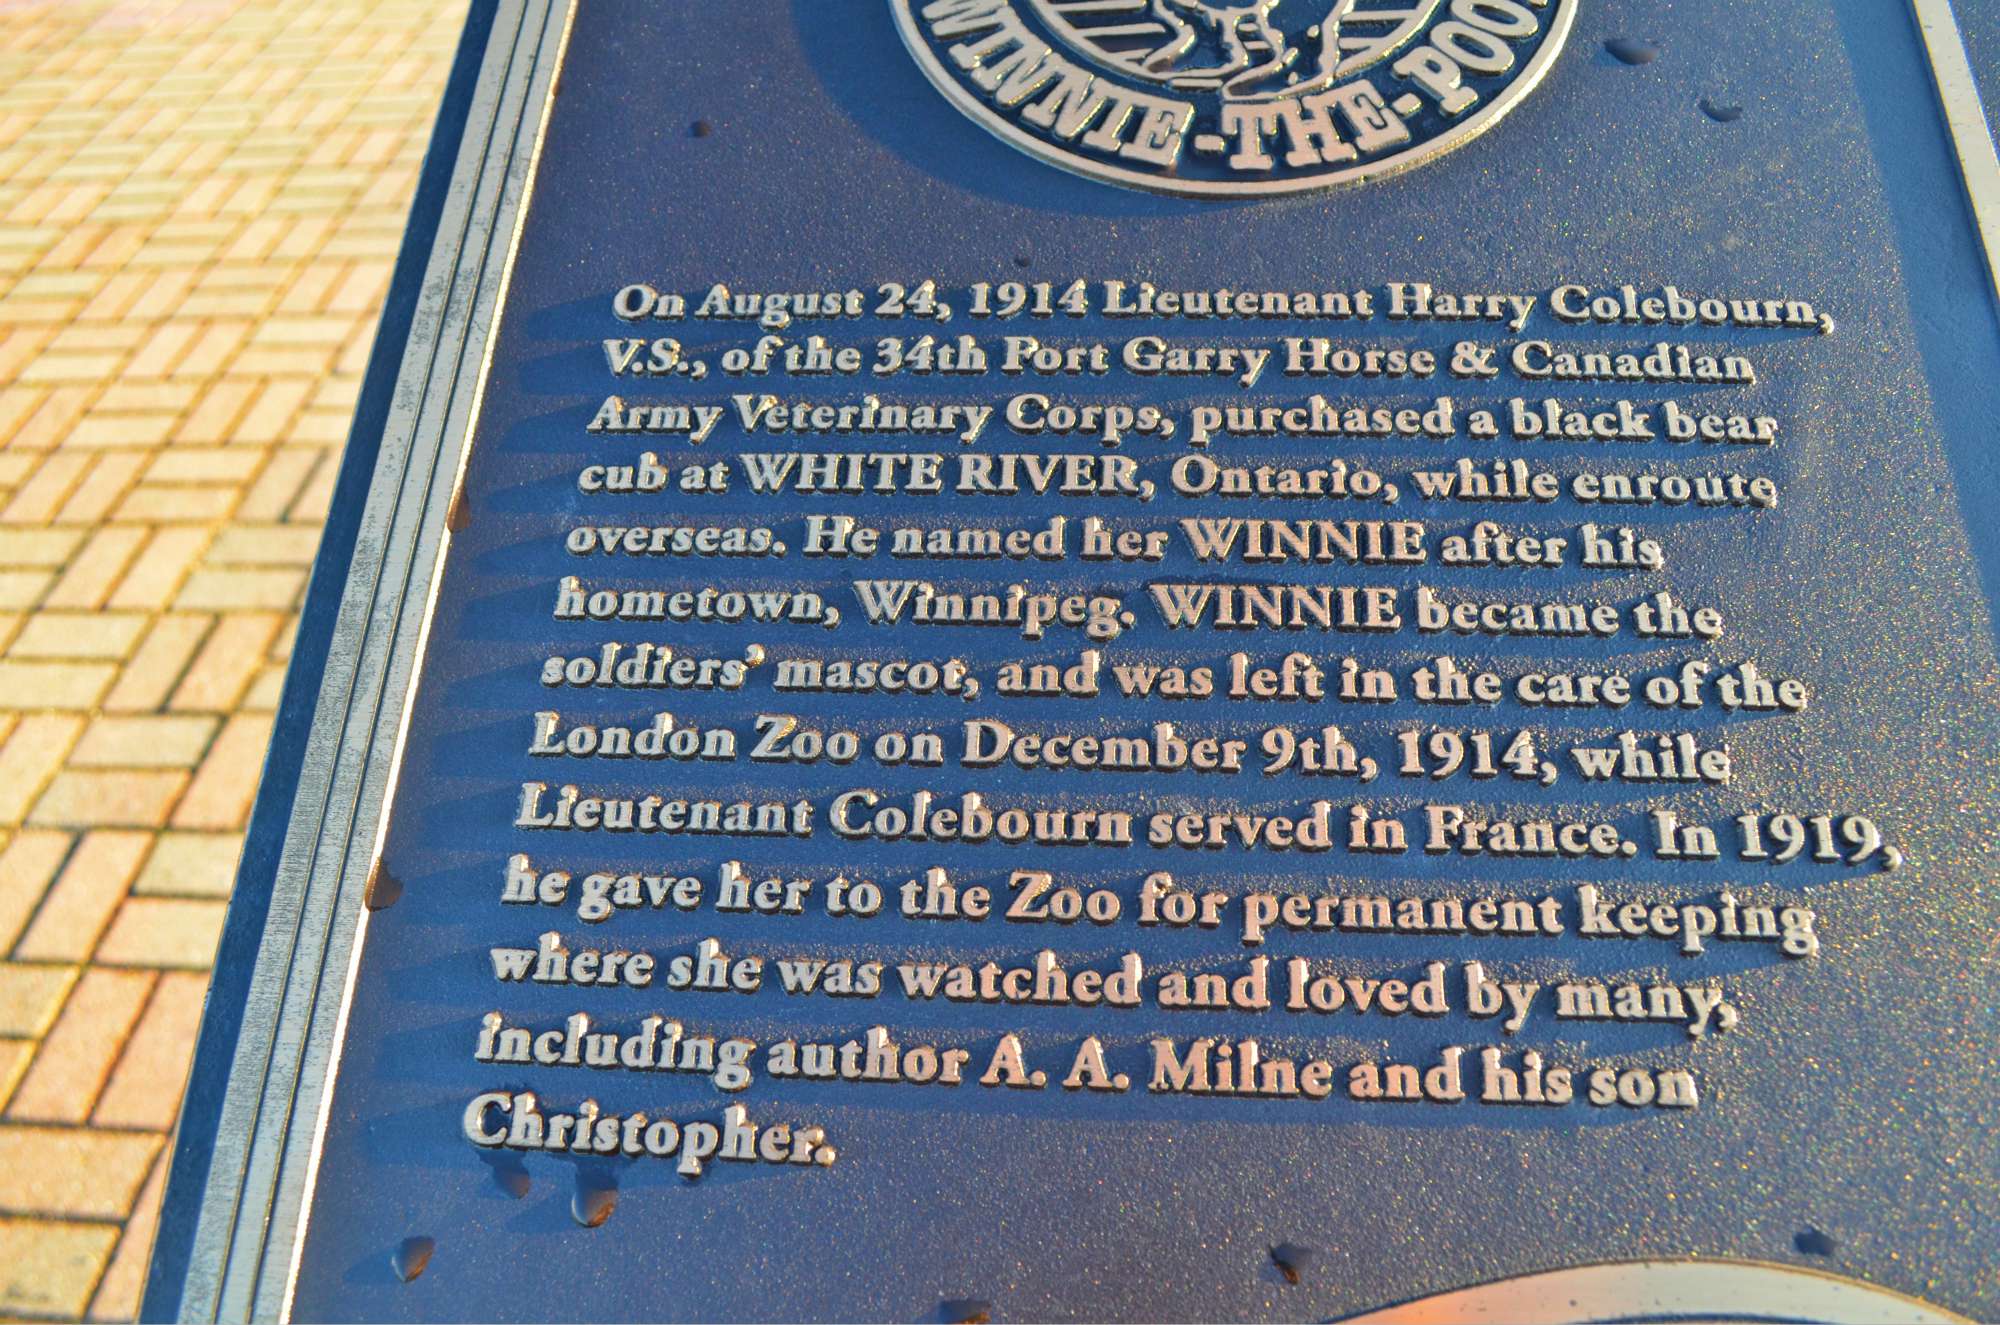 WINNIE-THE-POO
On August 24, 1914 Lieutenant Harry Colebourn,
V.S., of the 34th Fort Garry Horse & Canadian
Army Veterinary Corps, purchased a black bear
cub at WHITE RIVER, Ontario, while enroute
overseas. He named her WINNIE after his
hometown, Winnipeg. WINNIE became the
soldiers' mascot, and was left in the care of the
London Zoo on December 9th, 1914, while
Lieutenant Colebourn served in France. In 1919,
he gave her to the Zoo for permanent keeping
where she was watched and loved by many,
including author A. A. Milne and his son
Christopher.